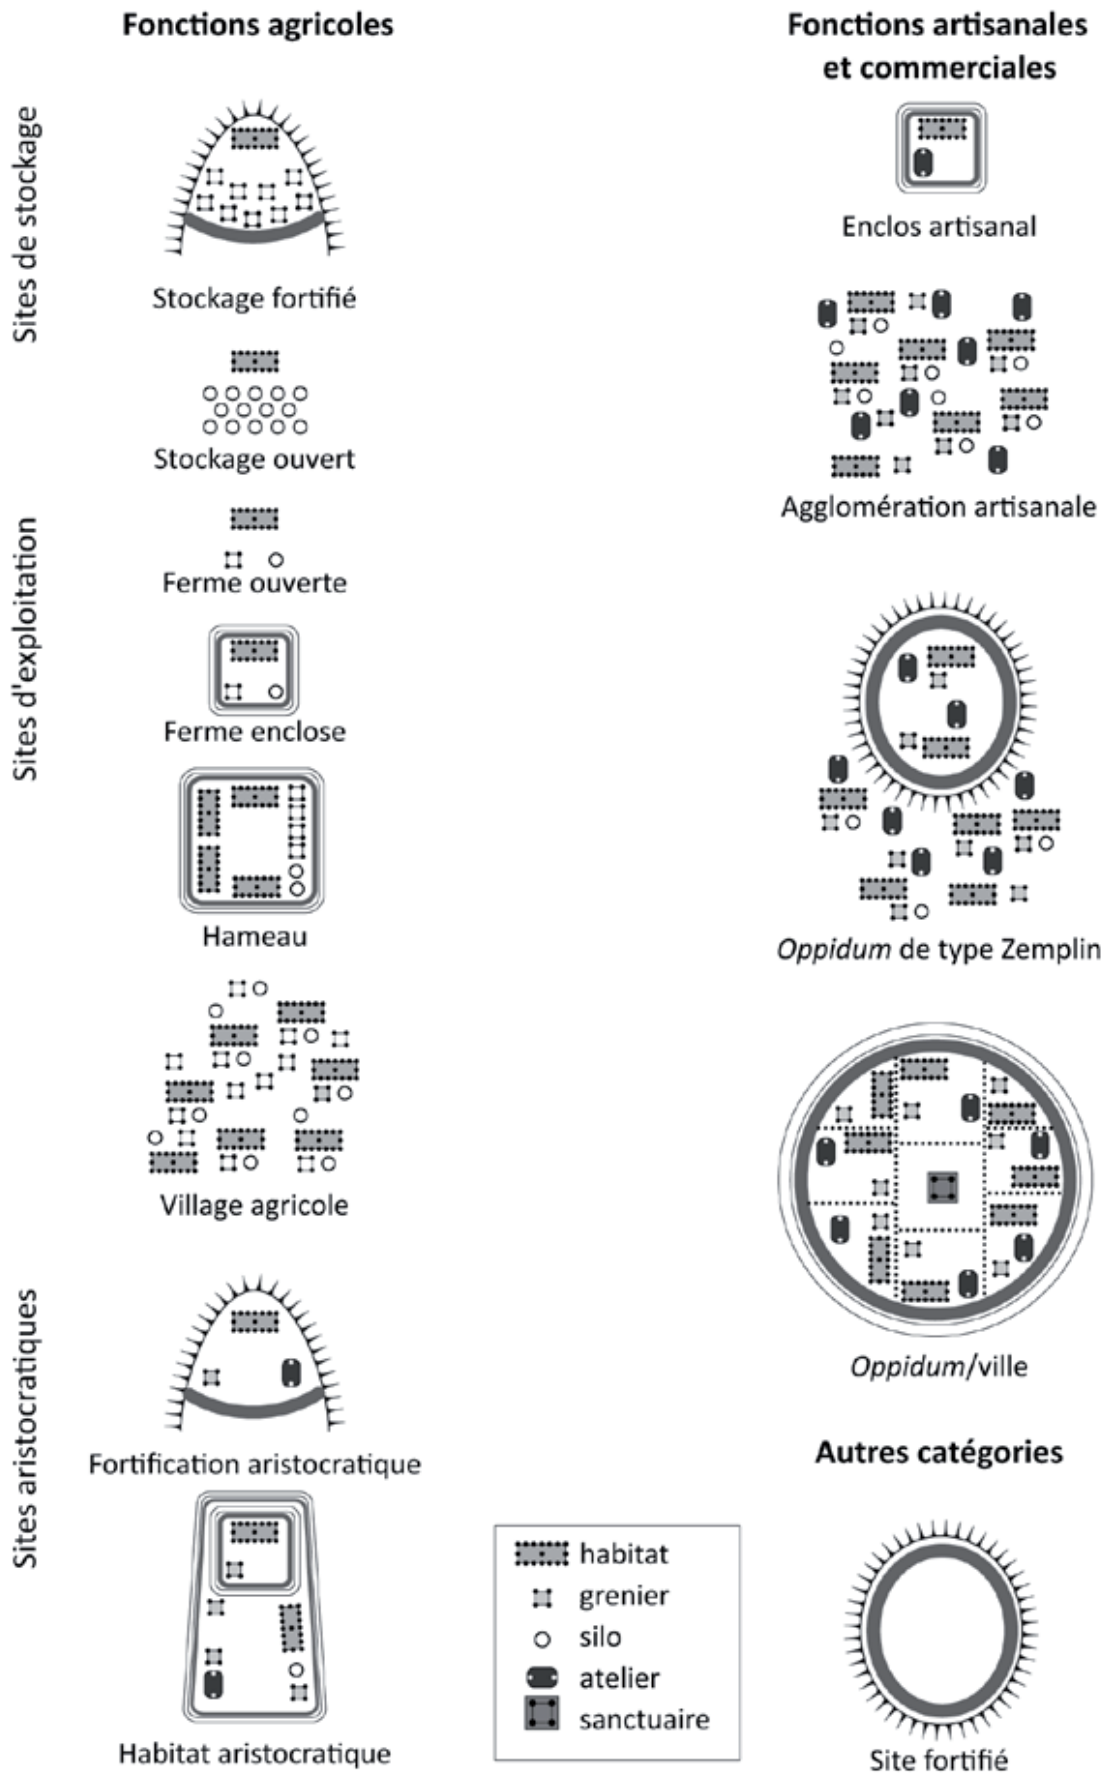 Fonctions agricoles
Sites de stockage
Stockage fortifié
Stockage ouvert
Sites d'exploitation
Ferme ouverte
Ferme enclose
Hameau
Village agricole
Sites aristocratiques
Fortification aristocratique
Habitat aristocratique
Fonctions artisanales
et commerciales
Enclos artisanal
Agglomération artisanale
Oppidum de type Zemplin
Oppidum/ville
Autres catégories
Site fortifié
habitat
grenier
silo
atelier
sanctuaire